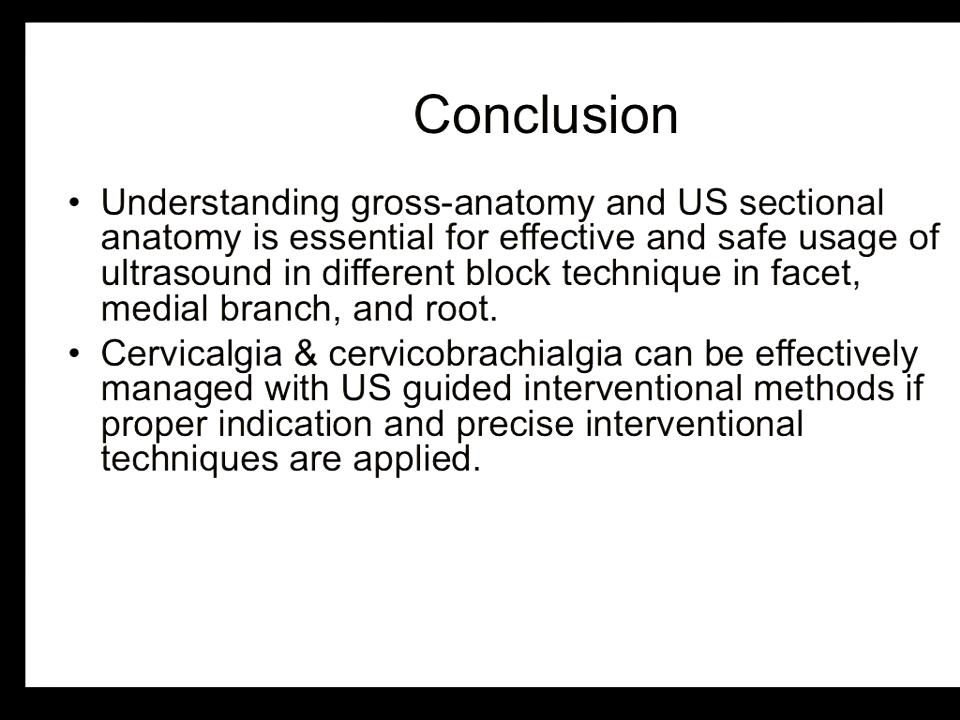 Conclusion
• Understanding gross-anatomy and US sectional
anatomy is essential for effective and safe usage of
ultrasound in different block technique in facet,
medial branch, and root.
• Cervicalgia & cervicobrachialgia can be effectively
managed with US guided interventional methods if
proper indication and precise interventional
techniques are applied.